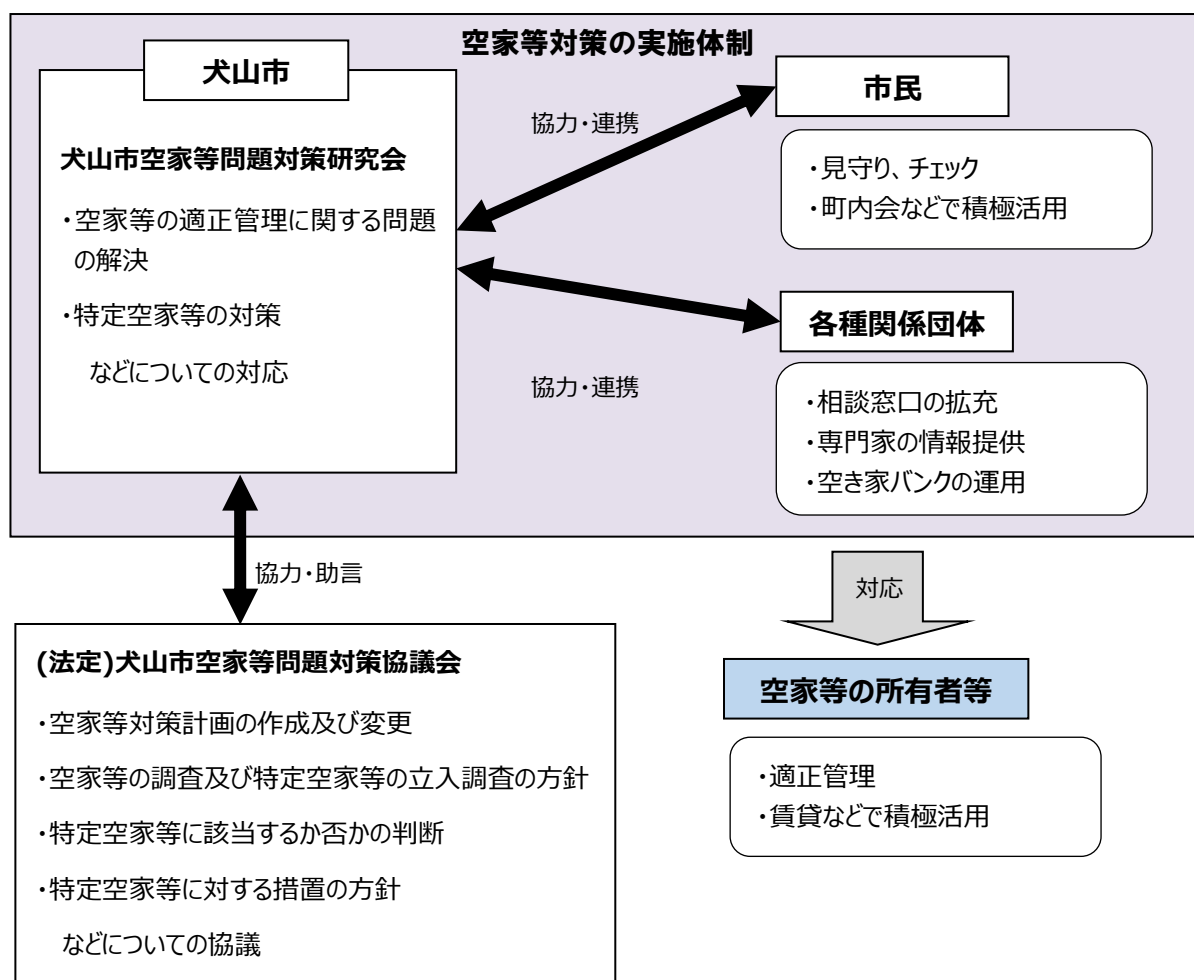 空家等対策の実施体制
犬山市
犬山市空家等問題対策研究会
・空家等の適正管理に関する問題
の解決
・特定空家等の対策
などについての対応
協力・連携
市民
・見守り、チェック
・町内会などで積極活用
協力・連携
各種関係団体
・相談窓口の拡充
・専門家の情報提供
・空き家バンクの運用
協力・助言
(法定)犬山市空家等問題対策協議会
・空家等対策計画の作成及び変更
・空家等の調査及び特定空家等の立入調査の方針
・特定空家等に該当するか否かの判断
・特定空家等に対する措置の方針
などについての協議
対応
空家等の所有者等
・適正管理
・賃貸などで積極活用